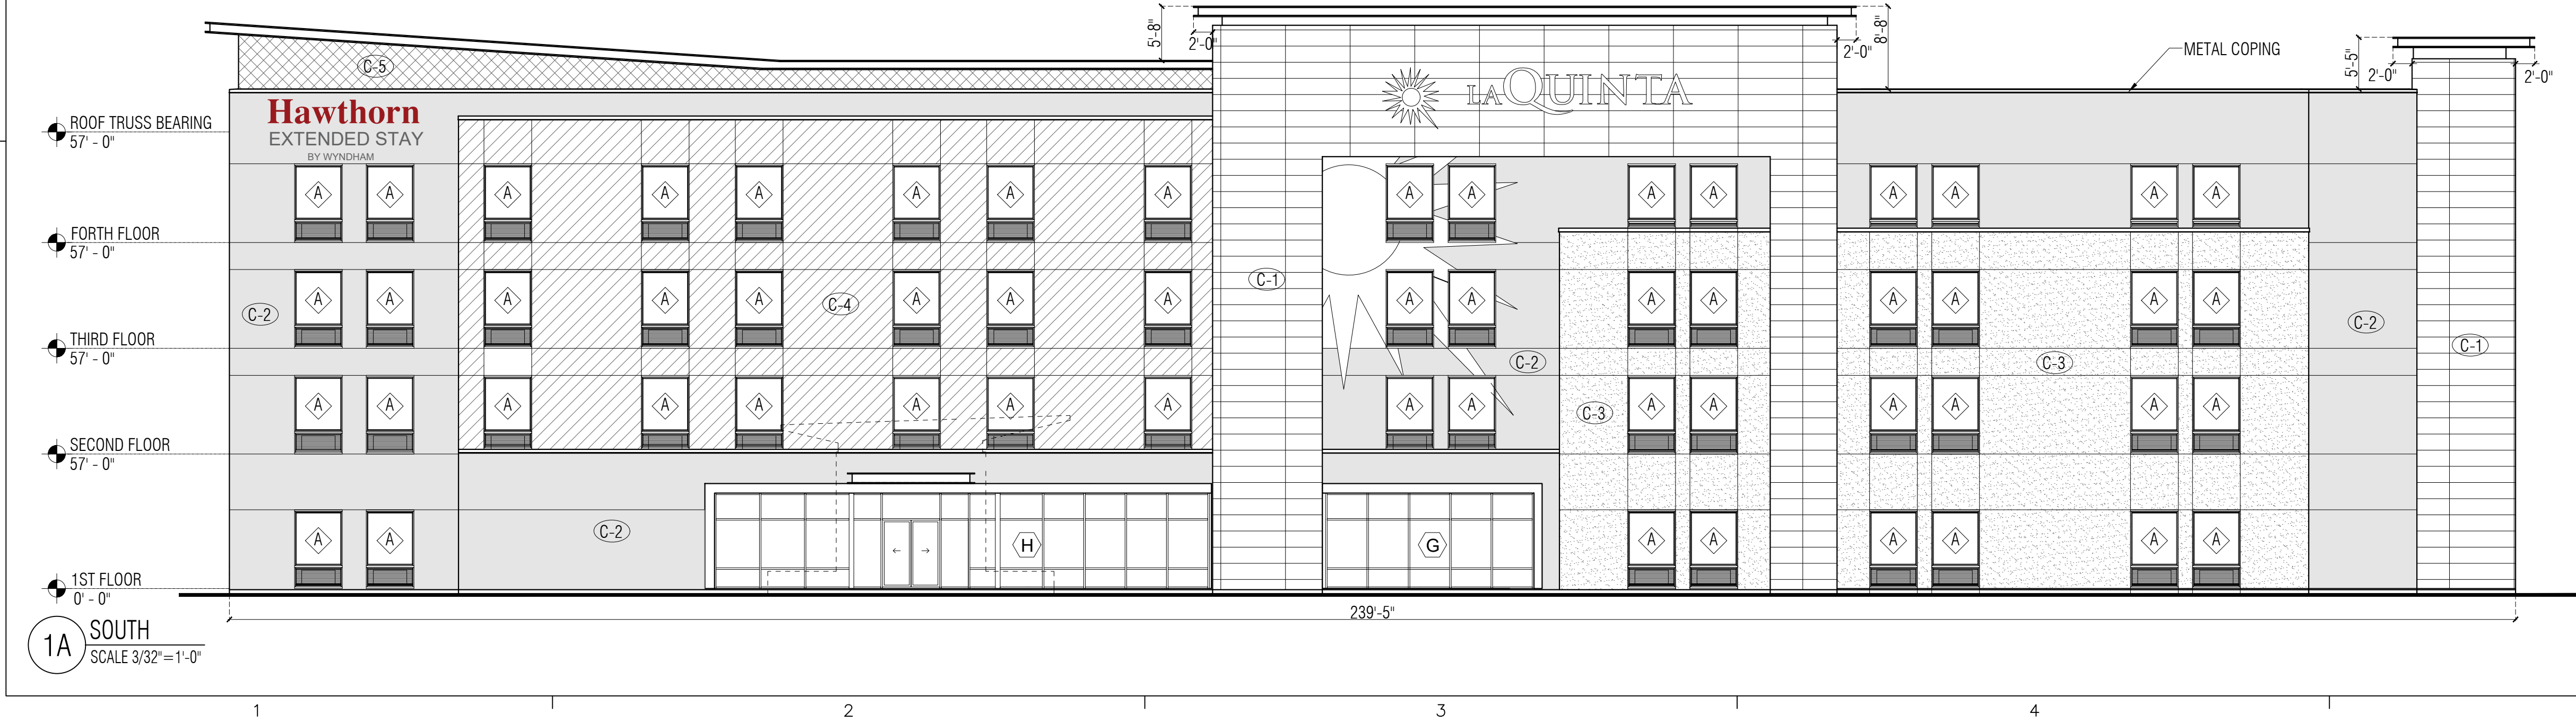 5'-8"
2'-0"
8'-8"
2'-0"
METAL COPING
5'-5"
2'-0"
2'-0"
C-5
LA QUINTA
Hawthorn
EXTENDED STAY
BY WYNDHAM
ROOF TRUSS BEARING
57' - 0"
A A A A A A A A A A A A A A A A
FORTH FLOOR
57' - 0"
C-1
A A A A A A A A A A A A A A A A
C-2
C-4
C-2
THIRD FLOOR
57' - 0"
C-2
C-3
C-1
A A A A A A A A A A A A A A A A
C-3
SECOND FLOOR
57' - 0"
C-2
A A A A A A A A
H
G
1ST FLOOR
0' - 0"
239'-5"
1A
SOUTH
SCALE 3/32"=1'-0"
1 2 3 4